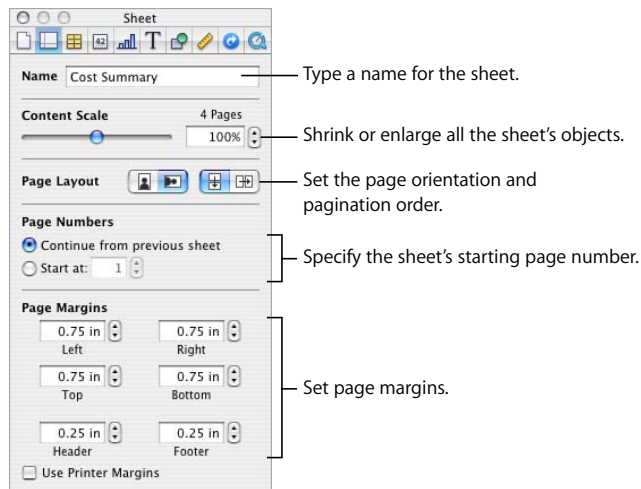 Sheet
42
T
Name Cost Summary
Type a name for the sheet.
Content Scale 4 Pages
100%
Shrink or enlarge all the sheet's objects.
Page Layout
Set the page orientation and
pagination order.
Page Numbers
Continue from previous sheet
Start at: 1
Specify the sheet's starting page number.
Page Margins
0.75 in 0.75 in
Left Right
0.75 in 0.75 in
Top Bottom
Set page margins.
0.25 in 0.25 in
Header Footer
Use Printer Margins